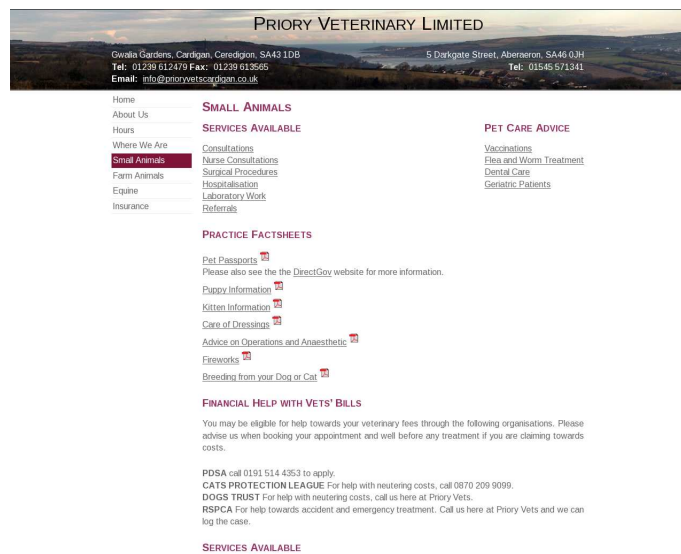 PRIORY VETERINARY LIMITED
Gwalia Gardens, Cardigan, Ceredigion, SA43 1DB
5 Darkgate Street, Aberaeron, SA46 0JH
Tel: 01239 612479 Fax: 01239 613565
Tel: 01545 571341
Email: info@prioryvetscardigan.co.uk
Home
About Us
Hours
Where We Are
Small Animals
Farm Animals
Equine
Insurance
SMALL ANIMALS
SERVICES AVAILABLE
Consultations
Nurse Consultations
Surgical Procedures
Hospitalisation
Laboratory Work
Referrals
PET CARE ADVICE
Vaccinations
Flea and Worm Treatment
Dental Care
Geriatric Patients
PRACTICE FACTSHEETS
Pet Passports
Please also see the the DirectGov website for more information.
Puppy Information
Kitten Information
Care of Dressings
Advice on Operations and Anaesthetic
Fireworks
Breeding from your Dog or Cat
FINANCIAL HELP WITH VETS' BILLS
You may be eligible for help towards your veterinary fees through the following organisations. Please
advise us when booking your appointment and well before any treatment if you are claiming towards
costs.
PDSA call 0191 514 4353 to apply.
CATS PROTECTION LEAGUE For help with neutering costs, call 0870 209 9099.
DOGS TRUST For help with neutering costs, call us here at Priory Vets.
RSPCA For help towards accident and emergency treatment. Call us here at Priory Vets and we can
log the case.
SERVICES AVAILABLE